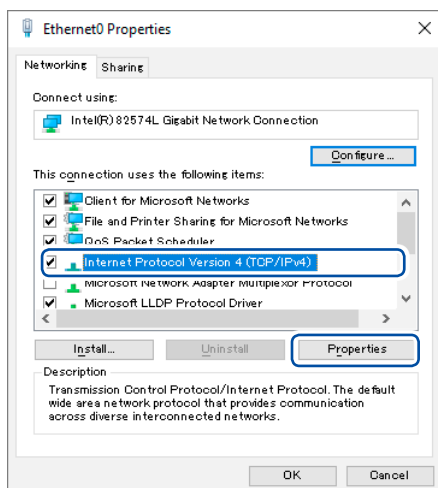 Ethernet0 Properties
Networking Sharing
Connect using:
Intel(R) 82574L Gigabit Network Connection
Configure...
This connection uses the following items:
Client for Microsoft Networks
File and Printer Sharing for Microsoft Networks
QoS Packet Scheduler
Internet Protocol Version 4 (TCP/IPv4)
Microsoft Network Adapter Multiplexor Protocol
Microsoft LLDP Protocol Driver
Install... Uninstall Properties
Description
Transmission Control Protocol/Internet Protocol. The default
wide area network protocol that provides communication
across diverse interconnected networks.
OK Cancel